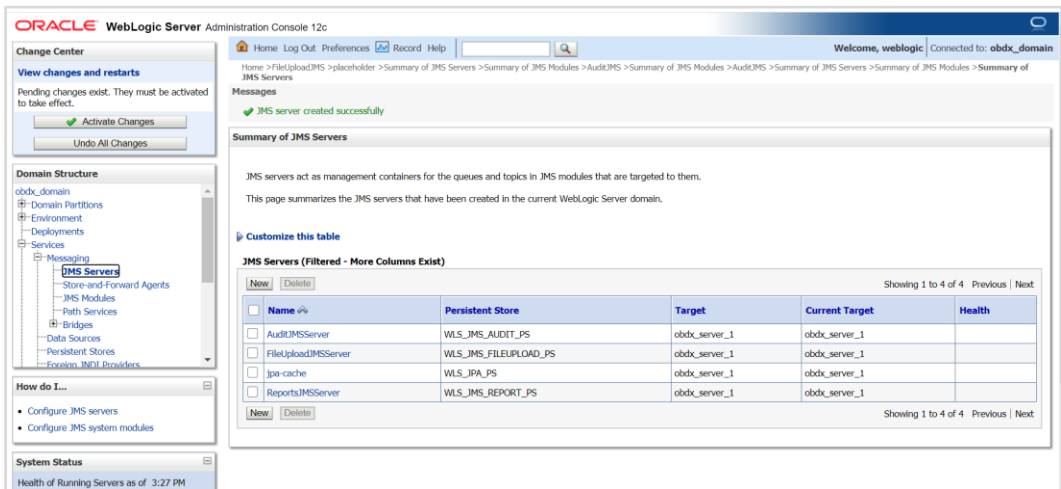 ORACLE WebLogic Server Administration Console 12c
Change Center
View changes and restarts
Pending changes exist. They must be activated
to take effect.
Activate Changes
Undo All Changes
Domain Structure
obdx_domain
Domain Partitions
Environment
Deployments
Services
Messaging
JMS Servers
Store-and-Forward Agents
JMS Modules
Path Services
Bridges
Data Sources
Persistent Stores
Foreign JNDI Providers
How do I...
Configure JMS servers
Configure JMS system modules
System Status
Health of Running Servers as of 3:27 PM
Home Log Out Preferences Record Help
Welcome, weblogic Connected to: obdx_domain
Home >FileUploadJMS >placeholder >Summary of JMS Servers >Summary of JMS Modules >AuditJMS >Summary of JMS Modules >AuditJMS >Summary of JMS Servers >Summary of JMS Modules >Summary of
JMS Servers
Messages
JMS server created successfully
Summary of JMS Servers
JMS servers act as management containers for the queues and topics in JMS modules that are targeted to them.
This page summarizes the JMS servers that have been created in the current WebLogic Server domain.
Customize this table
JMS Servers (Filtered - More Columns Exist)
New Delete Showing 1 to 4 of 4 Previous | Next
Name Persistent Store Target Current Target Health
AuditJMSServer WLS_JMS_AUDIT_PS obdx_server_1 obdx_server_1
FileUploadJMSServer WLS_JMS_FILEUPLOAD_PS obdx_server_1 obdx_server_1
jpa-cache WLS_JPA_PS obdx_server_1 obdx_server_1
ReportsJMSServer WLS_JMS_REPORT_PS obdx_server_1 obdx_server_1
New Delete Showing 1 to 4 of 4 Previous | Next